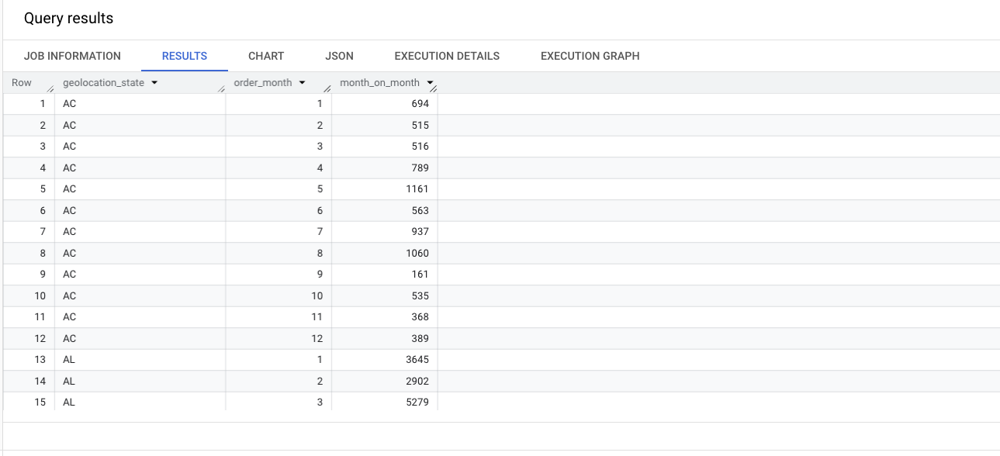 Query results
JOB INFORMATION RESULTS CHART JSON EXECUTION DETAILS EXECUTION GRAPH
Row geolocation_state order_month month_on_month
1 AC 1 694
2 AC 2 515
3 AC 3 516
4 AC 4 789
5 AC 5 1161
6 AC 6 563
7 AC 7 937
8 AC 8 1060
9 AC 9 161
10 AC 10 535
11 AC 11 368
12 AC 12 389
13 AL 1 3645
14 AL 2 2902
15 AL 3 5279